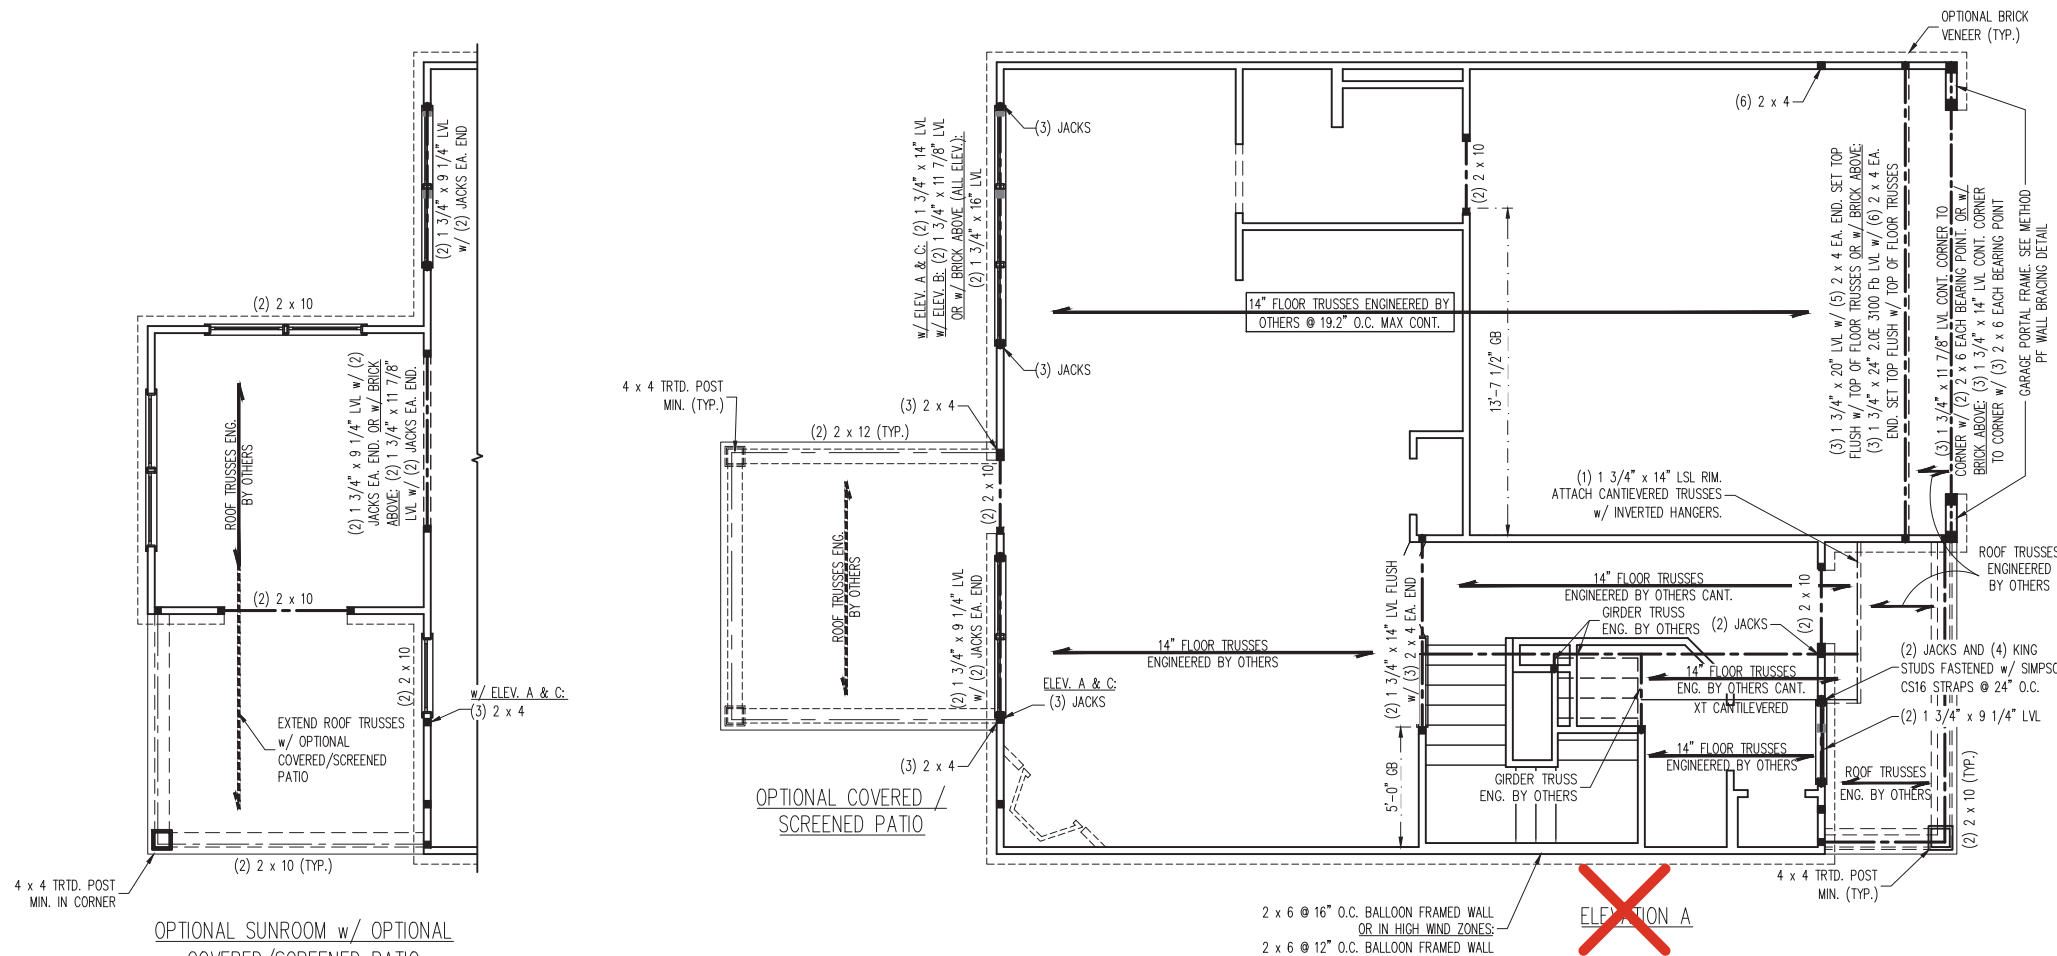 (2) 1 3/4" x 9 1/4" LVL
w/ (2) JACKS EA. END
(2) 2 x 10
(2) 1 3/4" x 9 1/4" LVL w/ (2)
JACKS EA. END. OR w/ BRICK
ABOVE: (2) 1 3/4" x 11 7/8"
LVL w/ (2) JACKS EA. END.
ROOF TRUSSES ENG.
BY OTHERS
(2) 2 x 10
(2) 2 x 10
w/ ELEV. A & C:
(3) 2 x 4
EXTEND ROOF TRUSSES
w/ OPTIONAL
COVERED/SCREENED
PATIO
(2) 2 x 10 (TYP.)
4 x 4 TRTD. POST
MIN. IN CORNER
OPTIONAL SUNROOM w/ OPTIONAL
COVERED/SCREENED PATIO
OPTIONAL BRICK
VENEER (TYP.)
(6) 2 x 4
(3) JACKS
w/ ELEV. A & C: (2) 1 3/4" x 14" LVL
w/ ELEV. B: (2) 1 3/4" x 11 7/8" LVL
OR w/ BRICK ABOVE (ALL ELEV.):
(2) 1 3/4" x 16" LVL
(2) 2 x 10
14" FLOOR TRUSSES ENGINEERED BY
OTHERS @ 19.2" O.C. MAX CONT.
13'-7 1/2" GB
(3) 1 3/4" x 20" LVL w/ (5) 2 x 4 EA. END. SET TOP
FLUSH w/ TOP OF FLOOR TRUSSES OR w/ BRICK ABOVE:
(3) 1 3/4" x 24" 2.0E 3100 Fb LVL w/ (6) 2 x 4 EA.
END. SET TOP FLUSH w/ TOP OF FLOOR TRUSSES
(3) 1 3/4" x 11 7/8" LVL CONT. CORNER TO
CORNER w/ (2) 2 x 6 EACH BEARING POINT. OR w/
BRICK ABOVE: (3) 1 3/4" x 14" LVL CONT. CORNER
TO CORNER w/ (3) 2 x 6 EACH BEARING POINT
GARAGE PORTAL FRAME. SEE METHOD
PF WALL BRACING DETAIL
(3) JACKS
4 x 4 TRTD. POST
MIN. (TYP.)
(3) 2 x 4
(2) 2 x 12 (TYP.)
(2) 2 x 10
ROOF TRUSSES ENG.
BY OTHERS
(1) 1 3/4" x 14" LSL RIM.
ATTACH CANTIEVERED TRUSSES
w/ INVERTED HANGERS.
ROOF TRUSSES
ENGINEERED
BY OTHERS
14" FLOOR TRUSSES
ENGINEERED BY OTHERS CANT.
GIRDER TRUSS
ENG. BY OTHERS
(2) JACKS
(2) 2 x 10
(2) 1 3/4" x 14" LVL FLUSH
w/ (3) 2 x 4 EA. END
(2) 1 3/4" x 9 1/4" LVL
w/ (2) JACKS EA. END
14" FLOOR TRUSSES
ENGINEERED BY OTHERS
14" FLOOR TRUSSES
ENG. BY OTHERS CANT.
XT CANTILEVERED
(2) JACKS AND (4) KING
STUDS FASTENED w/ SIMPSO
CS16 STRAPS @ 24" O.C.
(2) 1 3/4" x 9 1/4" LVL
ELEV. A & C:
(3) JACKS
(3) 2 x 4
5'-0" GB
14" FLOOR TRUSSES
ENGINEERED BY OTHERS
GIRDER TRUSS
ENG. BY OTHERS
ROOF TRUSSES
ENG. BY OTHERS
(2) 2 x 10 (TYP.)
OPTIONAL COVERED /
SCREENED PATIO
4 x 4 TRTD. POST
MIN. (TYP.)
2 x 6 @ 16" O.C. BALLOON FRAMED WALL
OR IN HIGH WIND ZONES:
2 x 6 @ 12" O.C. BALLOON FRAMED WALL
ELEVATION A